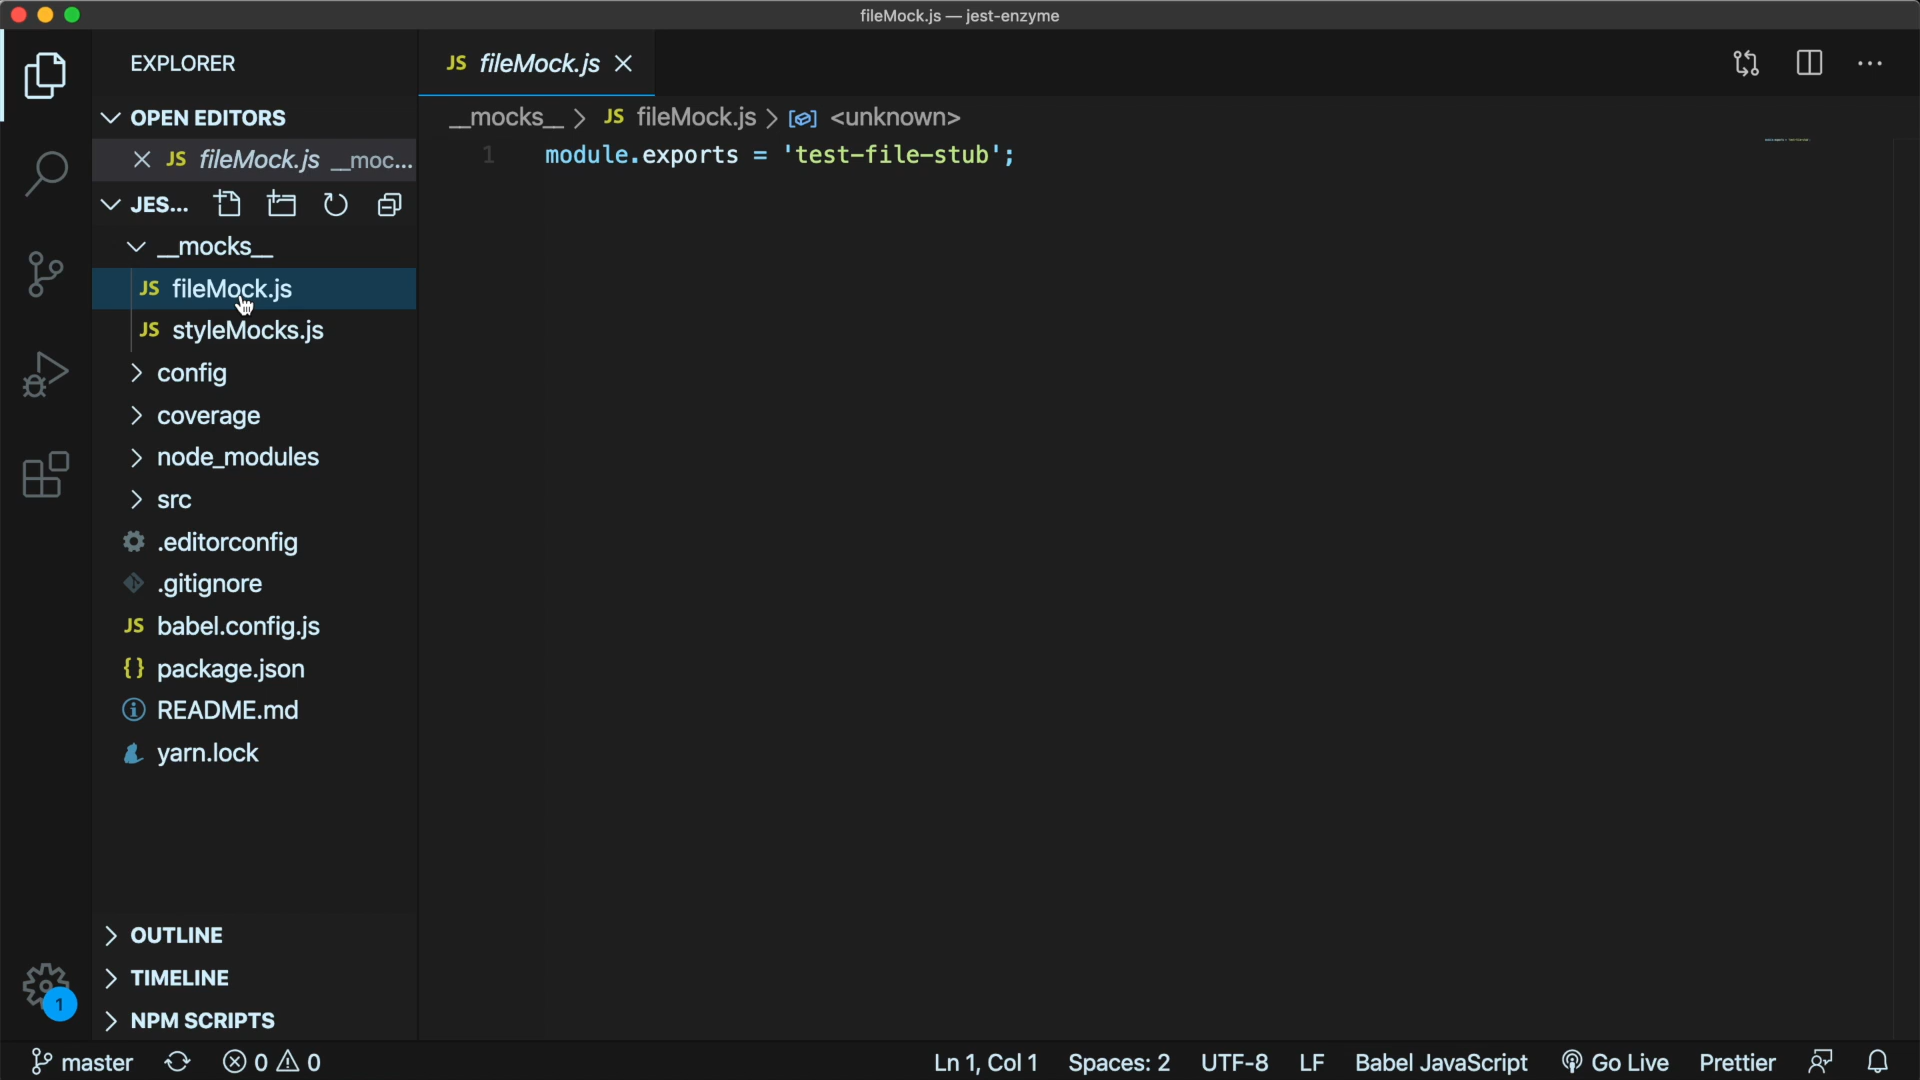 fileMock.js — jest-enzyme
EXPLORER
OPEN EDITORS
JS fileMock.js __moc...
JES...
__mocks__
JS fileMock.js
JS styleMocks.js
config
coverage
node_modules
src
.editorconfig
.gitignore
JS babel.config.js
{} package.json
README.md
yarn.lock
OUTLINE
TIMELINE
NPM SCRIPTS
1
JS fileMock.js
__mocks__ > JS fileMock.js > <unknown>
1 module.exports = 'test-file-stub';
master 0 0 Ln 1, Col 1 Spaces: 2 UTF-8 LF Babel JavaScript Go Live Prettier